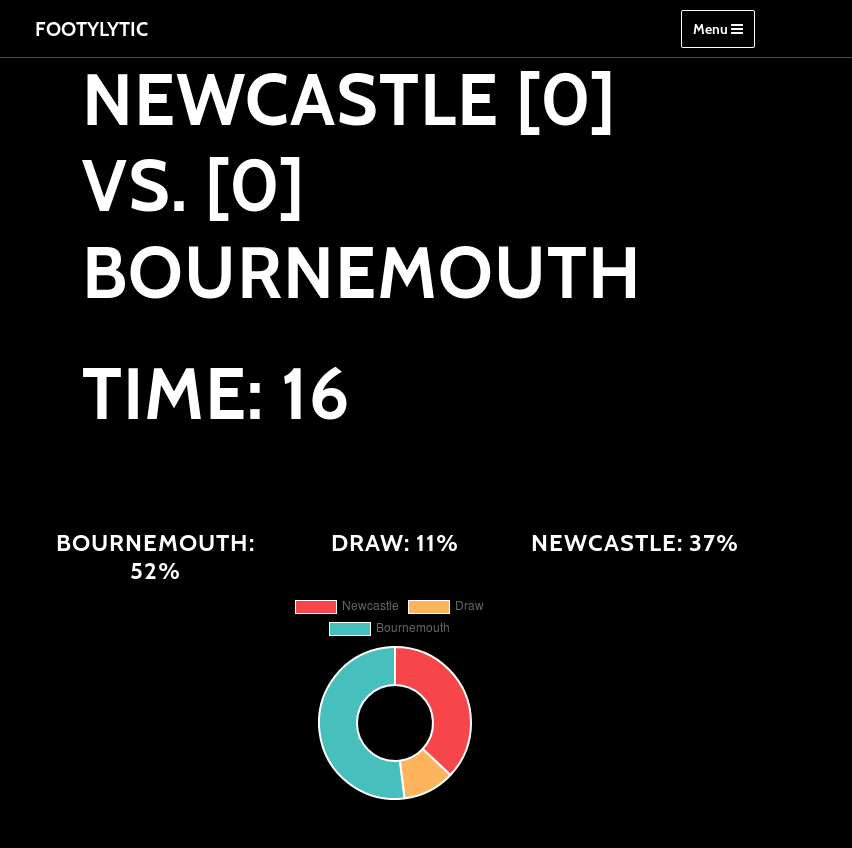 FOOTYLYTIC
Menu
NEWCASTLE [0]
VS. [0]
BOURNEMOUTH
TIME: 16
BOURNEMOUTH:
52%
DRAW: 11%
NEWCASTLE: 37%
Newcastle
Draw
Bournemouth